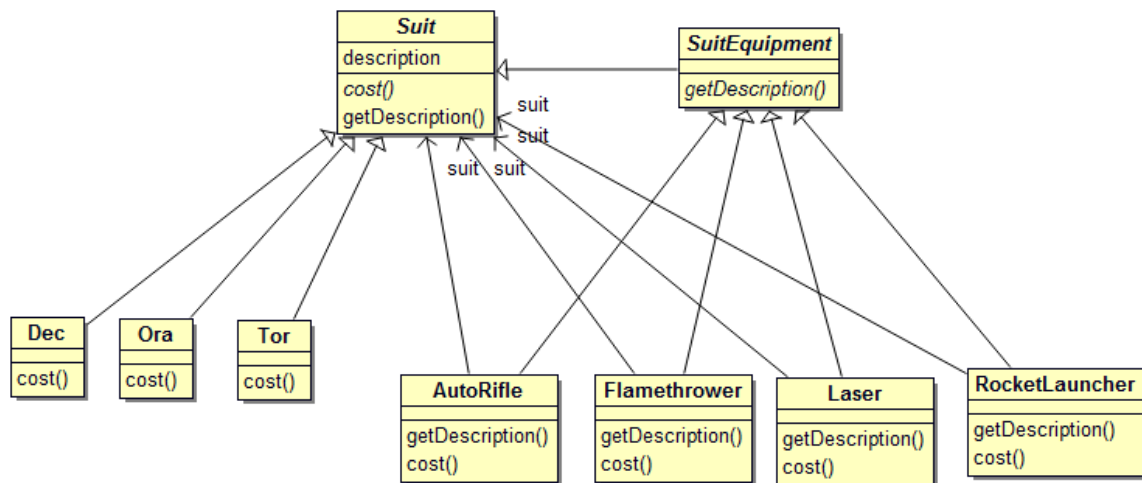 Suit
description
cost()
getDescription()
SuitEquipment
getDescription()
suit
suit
suit
suit
Dec
cost()
Ora
cost()
Tor
cost()
AutoRifle
getDescription()
cost()
Flamethrower
getDescription()
cost()
Laser
getDescription()
cost()
RocketLauncher
getDescription()
cost()